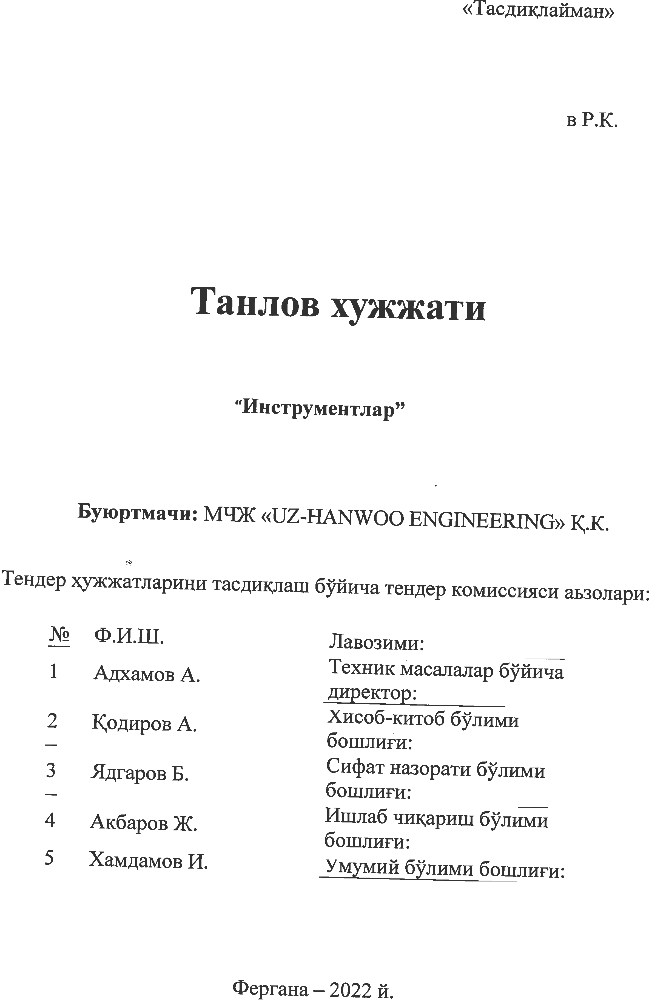 «Тасдиқлайман»
в Р.К.
Танлов хужжати
“Инструментлар”
Буюртмачи: МЧЖ «UZ-HANWOO ENGINEERING» Қ.К.
Тендер ҳужжатларини тасдиқлаш бўйича тендер комиссияси аьзолари:
№ Ф.И.Ш. Лавозими:
1 Адхамов А. Техник масалалар бўйича
директор:
2 Қодиров А. Хисоб-китоб бўлими
бошлиғи:
3 Ядгаров Б. Сифат назорати бўлими
бошлиғи:
4 Акбаров Ж. Ишлаб чиқариш бўлими
бошлиғи:
5 Хамдамов И. Умумий бўлими бошлиғи:
Фергана – 2022 й.